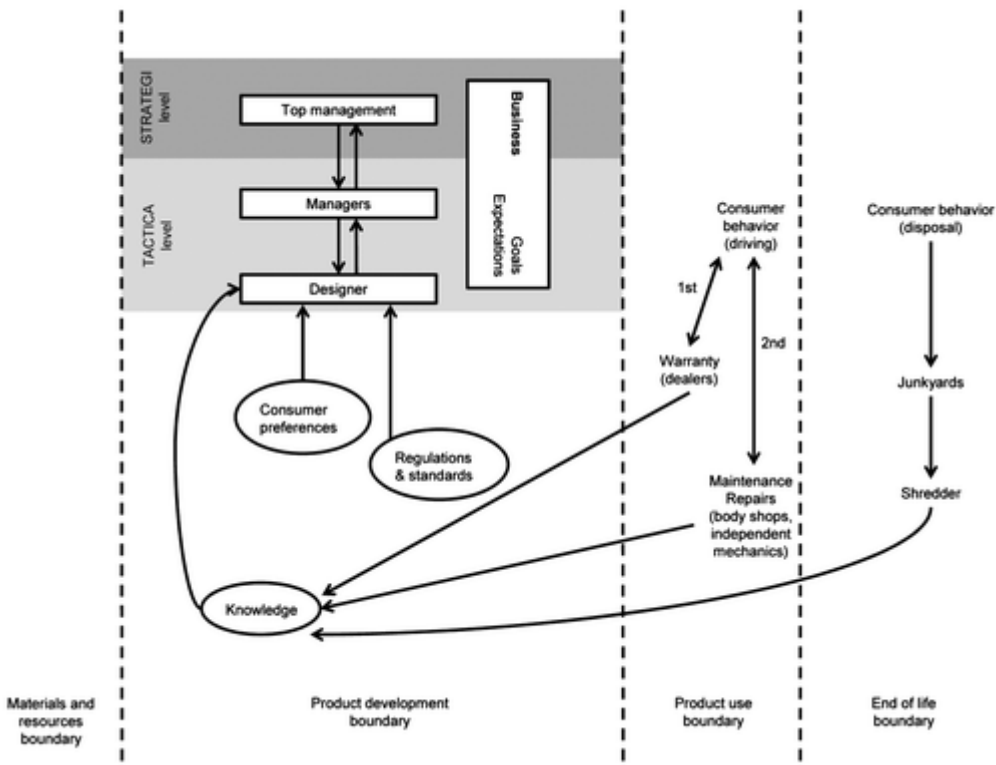 STRATEGI
level
Top management
Business
TACTICA
level
Managers
Goals
Expectations
Designer
Consumer
behavior
(driving)
Consumer behavior
(disposal)
1st
2nd
Warranty
(dealers)
Junkyards
Consumer
preferences
Regulations
& standards
Maintenance
Repairs
(body shops,
independent
mechanics)
Shredder
Knowledge
Materials and
resources
boundary
Product development
boundary
Product use
boundary
End of life
boundary